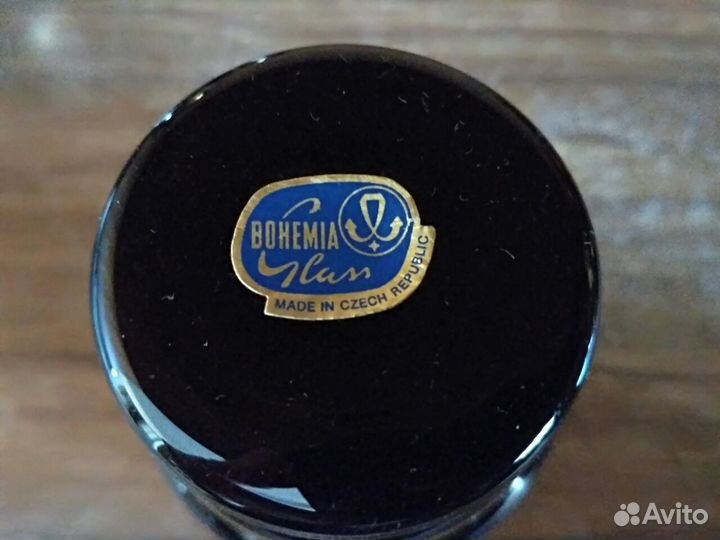 BOHEMIA
Glass
MADE IN CZECH REPUBLIC
Avito